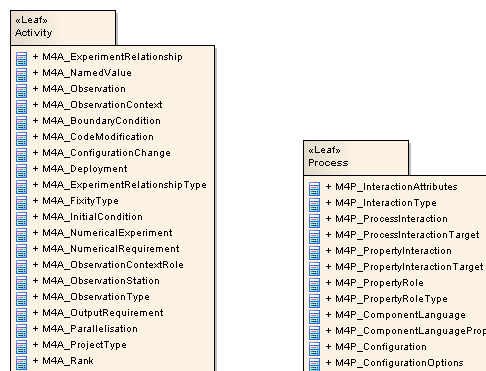 «Leaf»
Activity
+ M4A_ExperimentRelationship
+ M4A_NamedValue
+ M4A_Observation
+ M4A_ObservationContext
+ M4A_BoundaryCondition
+ M4A_CodeModification
+ M4A_ConfigurationChange
+ M4A_Deployment
+ M4A_ExperimentRelationshipType
+ M4A_FixityType
+ M4A_InitialCondition
+ M4A_NumericalExperiment
+ M4A_NumericalRequirement
+ M4A_ObservationContextRole
+ M4A_ObservationStation
+ M4A_ObservationType
+ M4A_OutputRequirement
+ M4A_Parallelisation
+ M4A_ProjectType
+ M4A_Rank
«Leaf»
Process
+ M4P_InteractionAttributes
+ M4P_InteractionType
+ M4P_ProcessInteraction
+ M4P_ProcessInteractionTarget
+ M4P_PropertyInteraction
+ M4P_PropertyInteractionTarget
+ M4P_PropertyRole
+ M4P_PropertyRoleType
+ M4P_ComponentLanguage
+ M4P_ComponentLanguageProp
+ M4P_Configuration
+ M4P_ConfigurationOptions